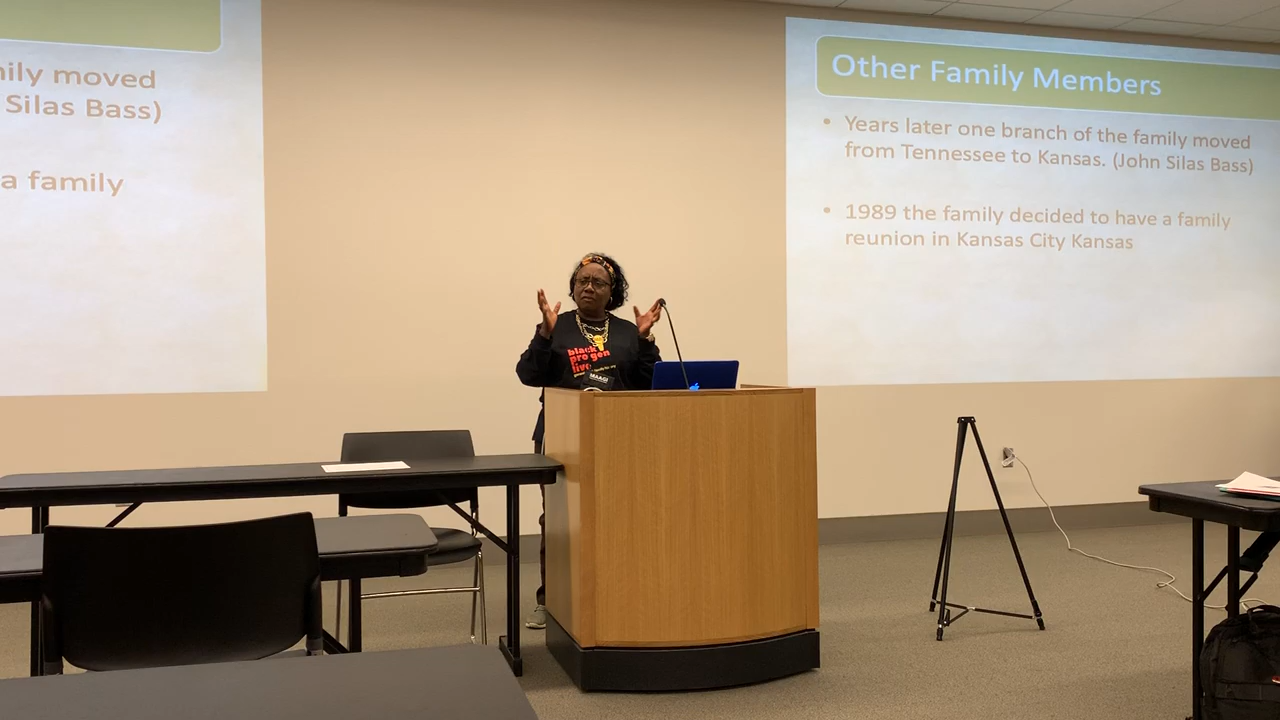 mily moved
Silas Bass)
a family
Other Family Members
• Years later one branch of the family moved
from Tennessee to Kansas. (John Silas Bass)
• 1989 the family decided to have a family
reunion in Kansas City Kansas
black
pro gen
live
MAAGI